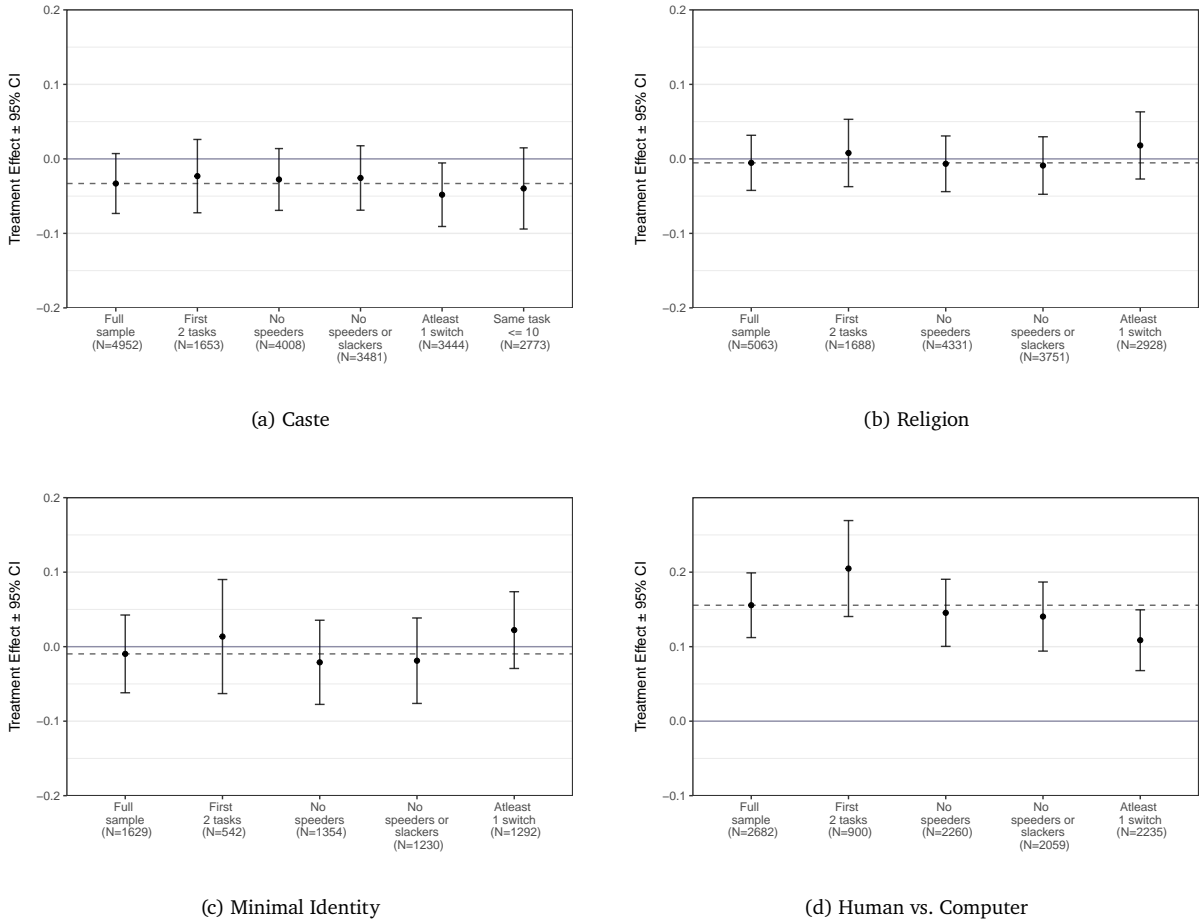 0.2
0.1
0.0
−0.1
−0.2
Treatment Effect ± 95% CI
Full
sample
(N=4952)
First
2 tasks
(N=1653)
No
speeders
(N=4008)
No
speeders or
slackers
(N=3481)
Atleast
1 switch
(N=3444)
Same task
<= 10
(N=2773)
(a) Caste
0.2
0.1
0.0
−0.1
−0.2
Treatment Effect ± 95% CI
Full
sample
(N=5063)
First
2 tasks
(N=1688)
No
speeders
(N=4331)
No
speeders or
slackers
(N=3751)
Atleast
1 switch
(N=2928)
(b) Religion
0.2
0.1
0.0
−0.1
−0.2
Treatment Effect ± 95% CI
Full
sample
(N=1629)
First
2 tasks
(N=542)
No
speeders
(N=1354)
No
speeders or
slackers
(N=1230)
Atleast
1 switch
(N=1292)
(c) Minimal Identity
0.2
0.1
0.0
−0.1
Treatment Effect ± 95% CI
Full
sample
(N=2682)
First
2 tasks
(N=900)
No
speeders
(N=2260)
No
speeders or
slackers
(N=2059)
Atleast
1 switch
(N=2235)
(d) Human vs. Computer